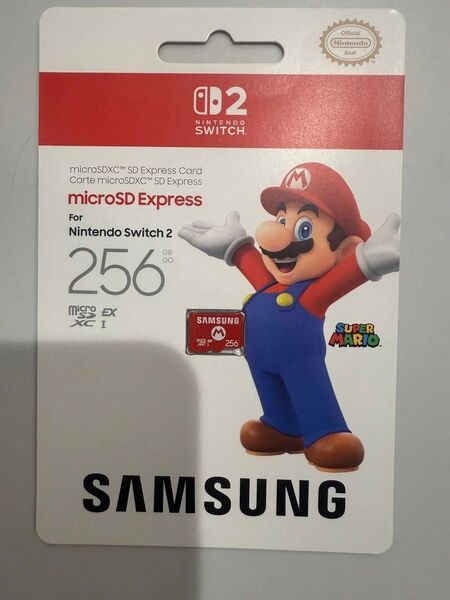 Official
Nintendo
Seal
2
NINTENDO
SWITCH
microSDXC™ SD Express Card
Carte microSDXC™ SD Express
microSD Express
For
Nintendo Switch 2
256 GB
GO
micro
SD EX
XC I
SAMSUNG
M
256
SUPER
MARIO
SAMSUNG